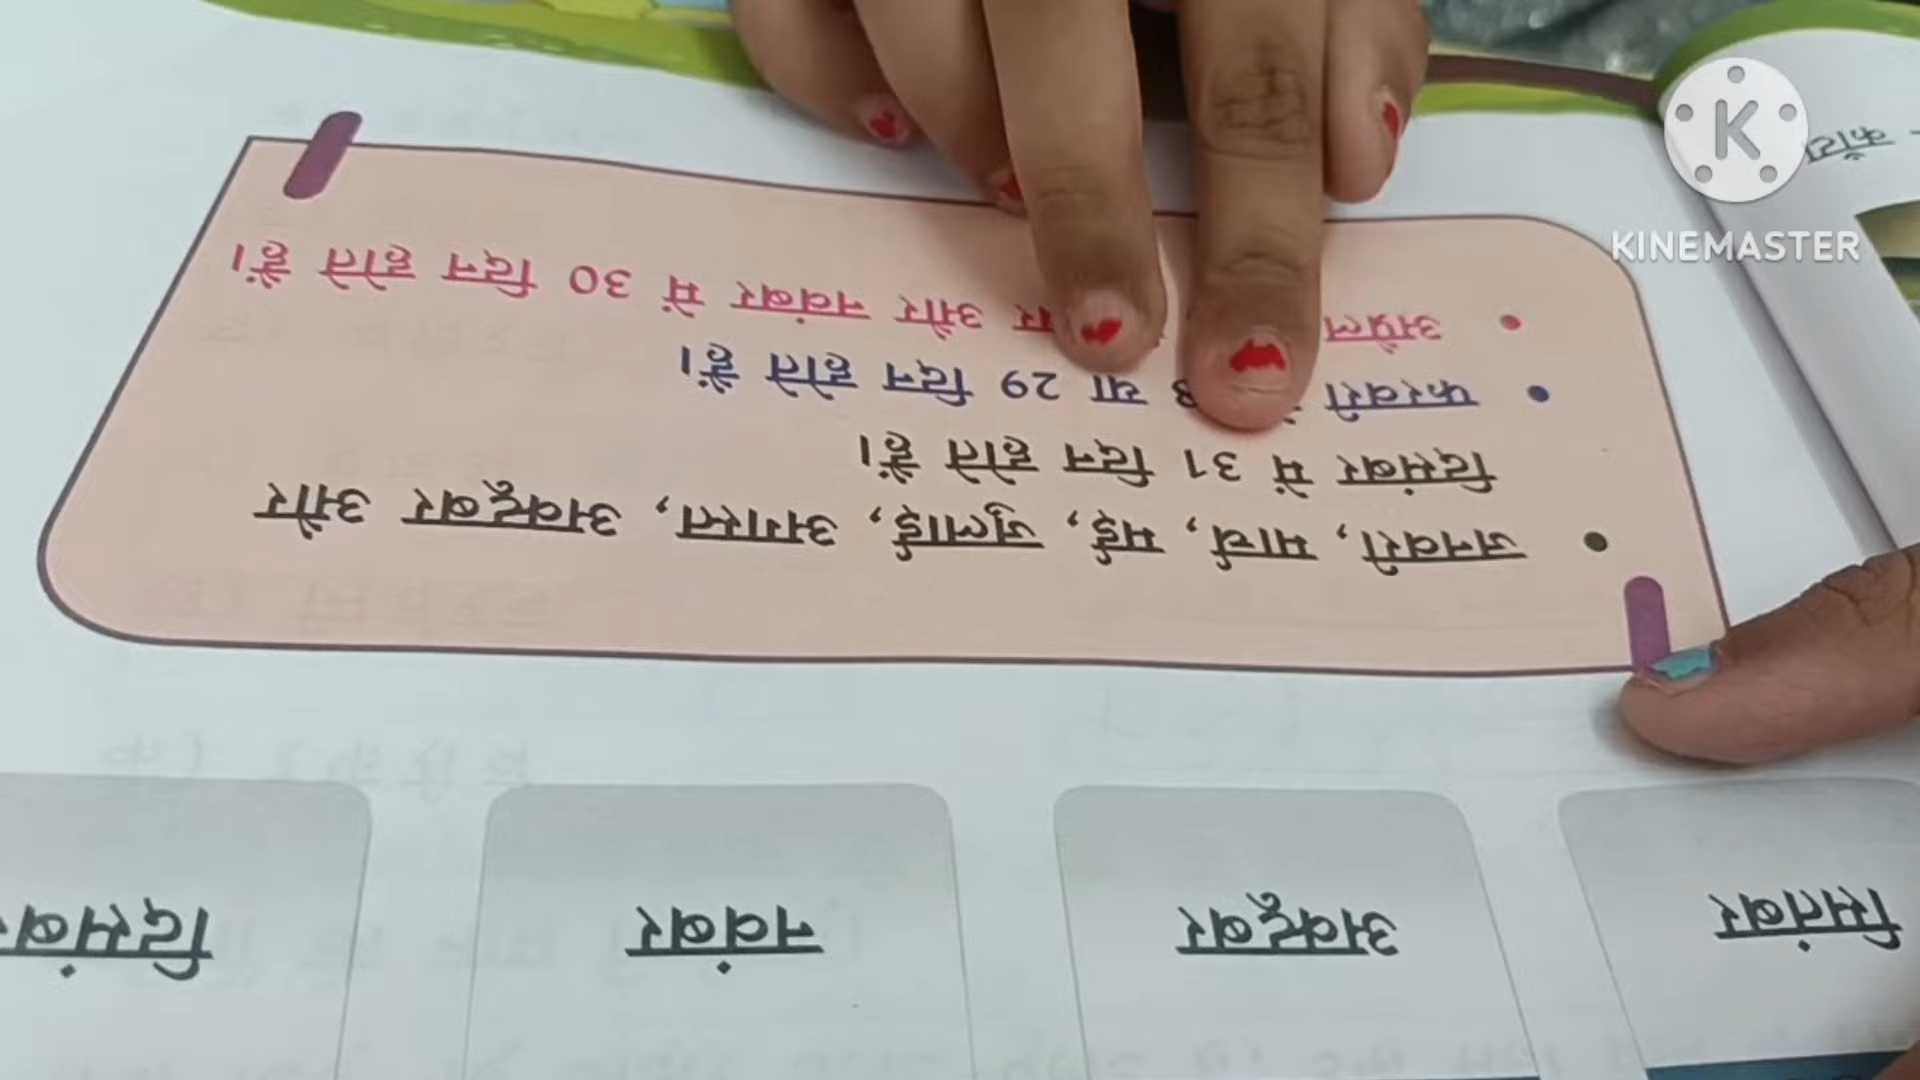 सितंबर अक्टूबर नवंबर दिसंबर
• जनवरी, मार्च, मई, जुलाई, अगस्त, अक्टूबर और
दिसंबर में 31 दिन होते हैं।
• फरवरी या 29 दिन होते हैं।
• अप्रैल और नवंबर में 30 दिन होते हैं।
K
KINEMASTER